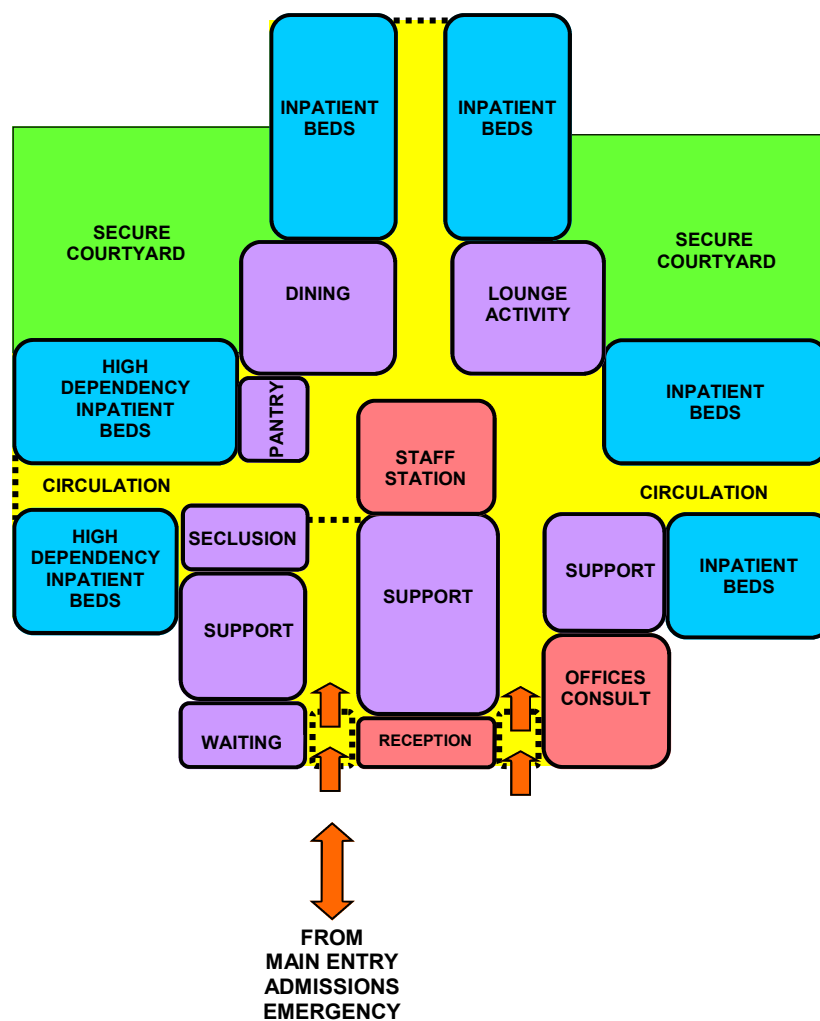 INPATIENT
BEDS
INPATIENT
BEDS
SECURE
COURTYARD
SECURE
COURTYARD
DINING
LOUNGE
ACTIVITY
HIGH
DEPENDENCY
INPATIENT
BEDS
PANTRY
INPATIENT
BEDS
STAFF
STATION
CIRCULATION
CIRCULATION
HIGH
DEPENDENCY
INPATIENT
BEDS
SECLUSION
SUPPORT
SUPPORT
SUPPORT
INPATIENT
BEDS
OFFICES
CONSULT
WAITING
RECEPTION
FROM
MAIN ENTRY
ADMISSIONS
EMERGENCY